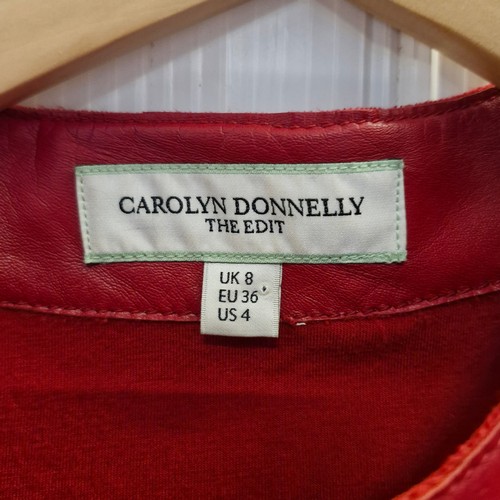 CAROLYN DONNELLY
THE EDIT
UK 8
EU 36
US 4